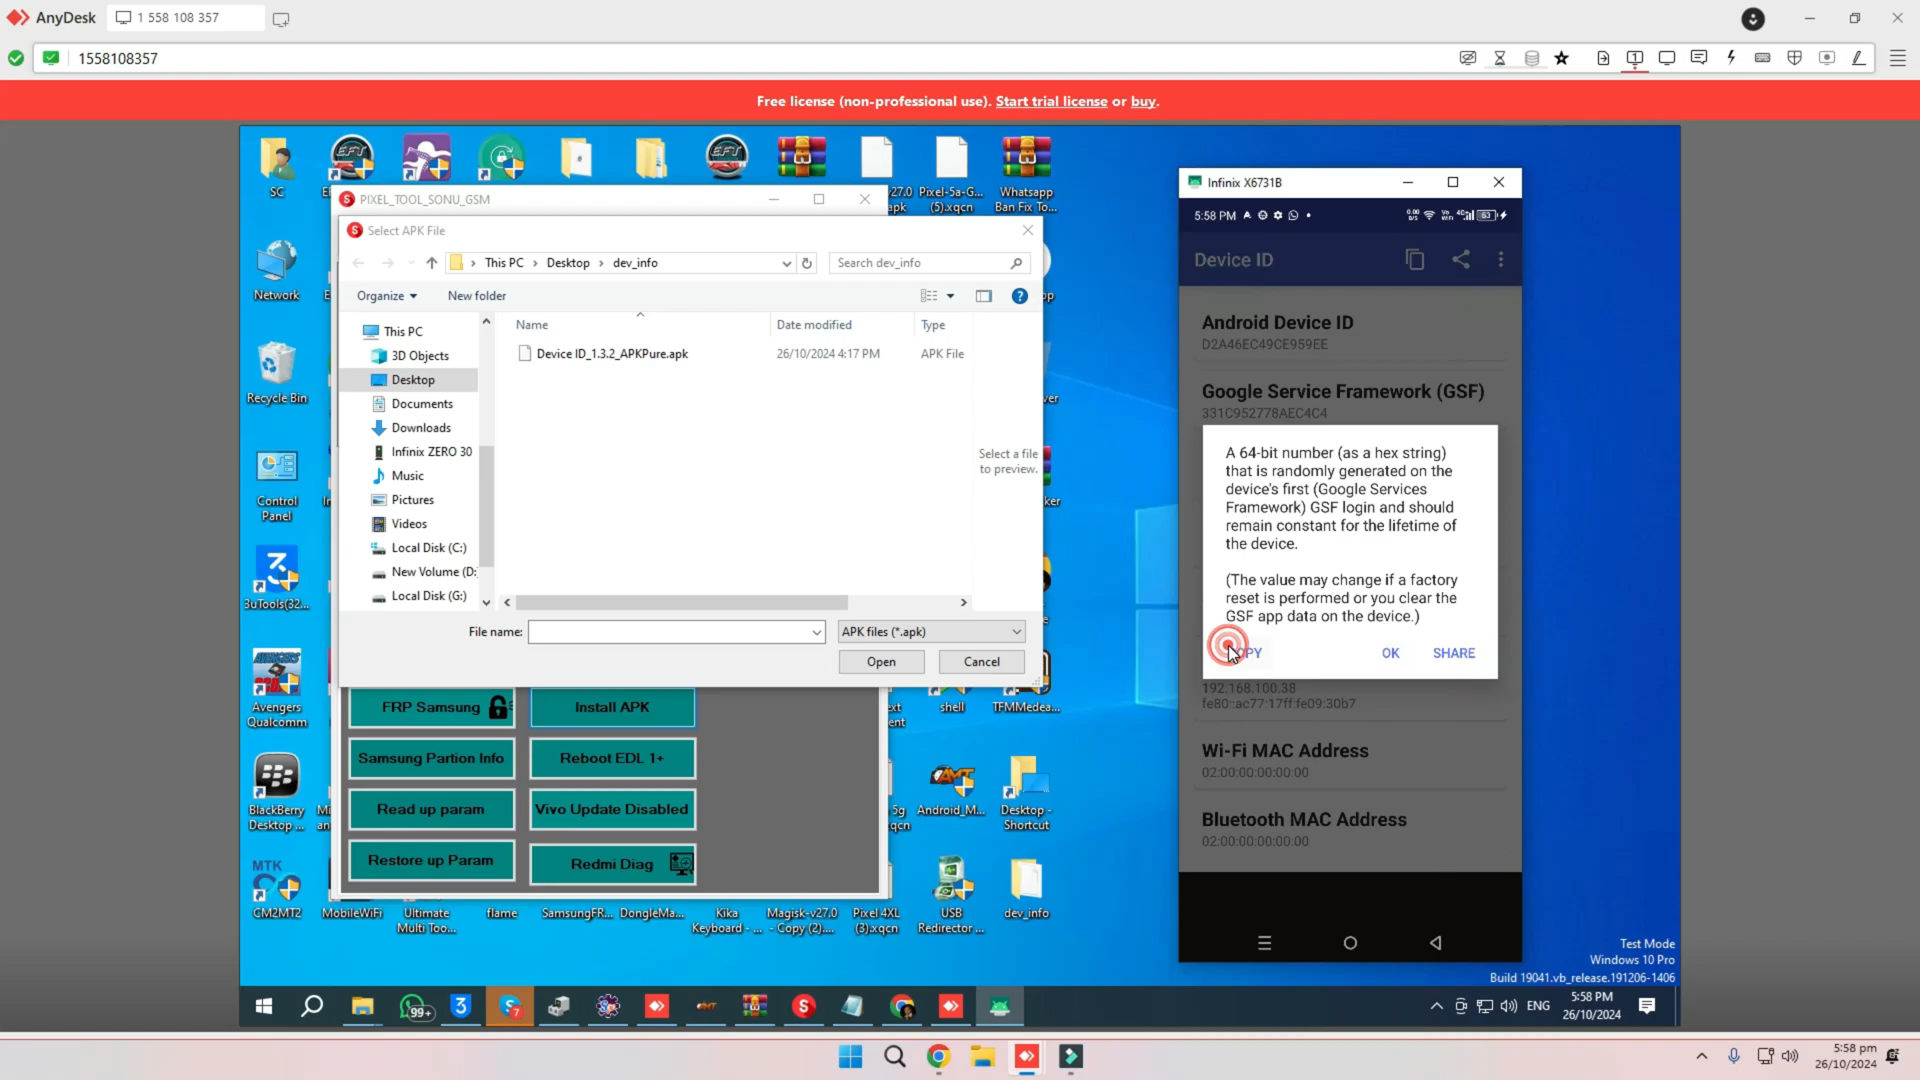 AnyDesk
1 558 108 357
1558108357
Free license (non-professional use). Start trial license or buy.
SC
Whatsapp
Ban Fix To...
27.0
apk
Pixel-5a-G...
(5).xqcn
Network
Recycle Bin
Control
Panel
3uTools(32...
Avengers
Qualcomm
BlackBerry
Desktop ...
MTK
CM2MT2
PIXEL_TOOL_SONU_GSM
Select APK File
This PC
Desktop
dev_info
Search dev_info
Organize
New folder
Name
Date modified
Type
Device ID_1.3.2_APKPure.apk
26/10/2024 4:17 PM
APK File
This PC
3D Objects
Desktop
Documents
Downloads
Infinix ZERO 30
Music
Pictures
Videos
Local Disk (C:)
New Volume (D:
Local Disk (G:)
Select a file
to preview.
File name:
APK files (*.apk)
Open
Cancel
FRP Samsung
Install APK
Samsung Partion Info
Reboot EDL 1+
Read up param
Vivo Update Disabled
Restore up Param
Redmi Diag
shell
TFMMedea...
5g
qcn
Android_M...
Desktop -
Shortcut
MobileWiFi
Ultimate
Multi Too...
flame
SamsungFR...
DongleMa...
Kika
Keyboard - ...
Magisk-v27.0
- Copy (2)....
Pixel 4XL
(3).xqcn
USB
Redirector ...
dev_info
Infinix X6731B
5:58 PM
63
Device ID
Android Device ID
D2A46EC49CE959EE
Google Service Framework (GSF)
331C952778AEC4C4
A 64-bit number (as a hex string)
that is randomly generated on the
device's first (Google Services
Framework) GSF login and should
remain constant for the lifetime of
the device.
(The value may change if a factory
reset is performed or you clear the
GSF app data on the device.)
OPY
OK
SHARE
192.168.100.38
fe80::ac77:17ff:fe09:30b7
Wi-Fi MAC Address
02:00:00:00:00:00
Bluetooth MAC Address
02:00:00:00:00:00
Test Mode
Windows 10 Pro
Build 19041.vb_release.191206-1406
99+
ENG
5:58 PM
26/10/2024
5:58 pm
26/10/2024